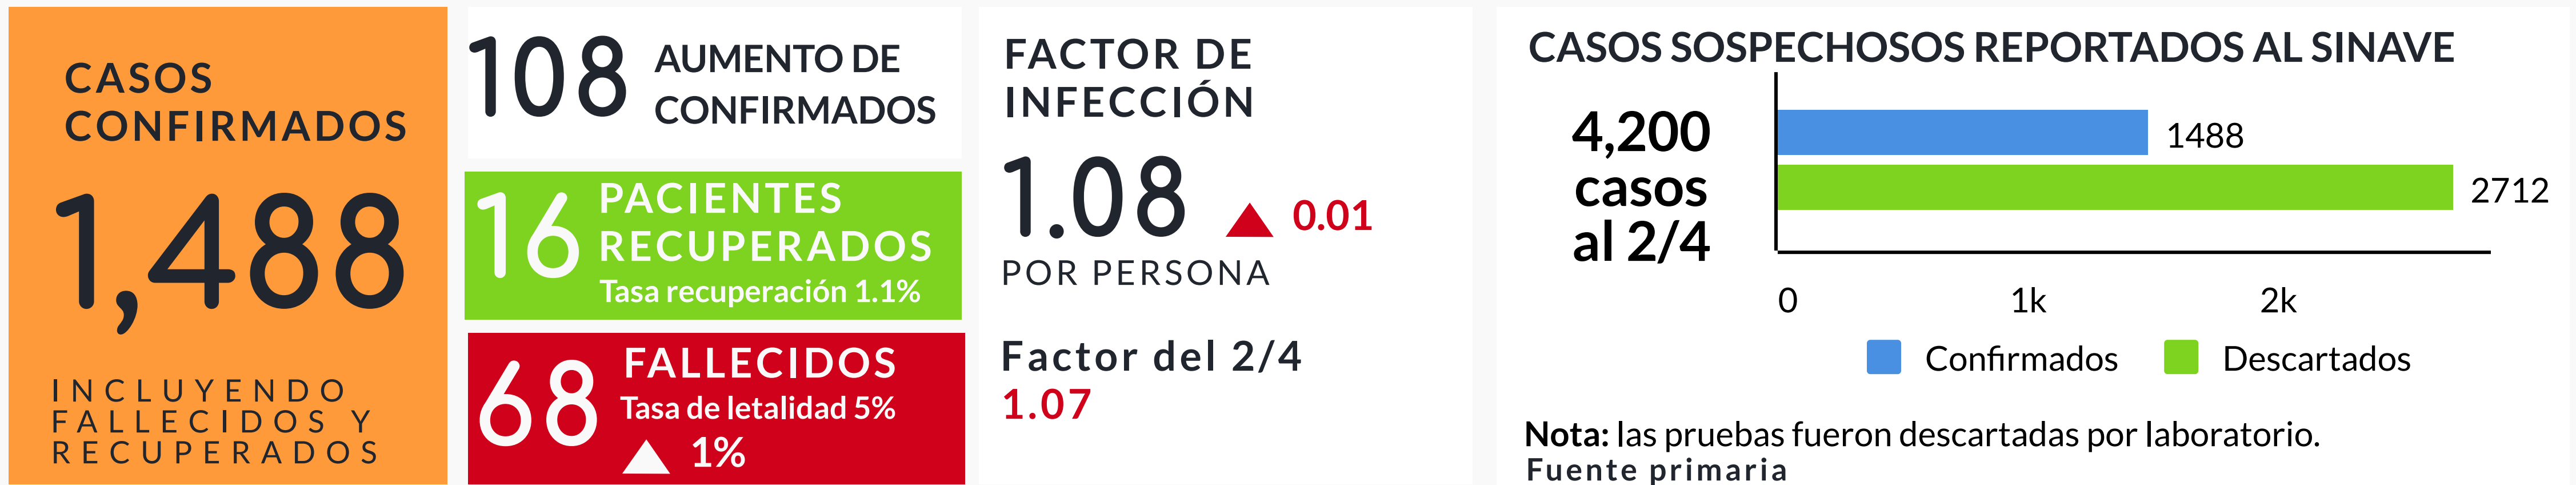 CASOS
CONFIRMADOS
1,488
INCLUYENDO
FALLECIDOS Y
RECUPERADOS
108 AUMENTO DE
CONFIRMADOS
16 PACIENTES
RECUPERADOS
Tasa recuperación 1.1%
68 FALLECIDOS
Tasa de letalidad 5%
1%
FACTOR DE
INFECCIÓN
1.08 0.01
POR PERSONA
Factor del 2/4
1.07
CASOS SOSPECHOSOS REPORTADOS AL SINAVE
4,200
casos
al 2/4
1488
2712
0 1k 2k
Confirmados Descartados
Nota: las pruebas fueron descartadas por laboratorio.
Fuente primaria